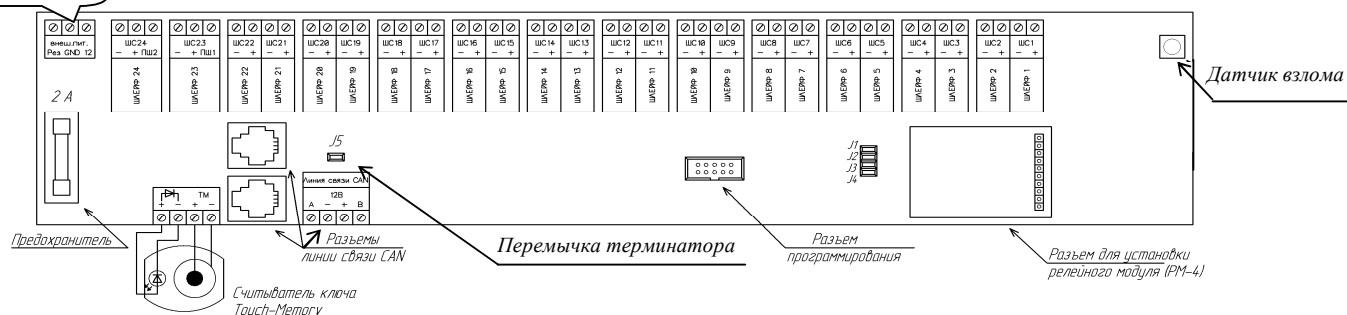 внеш.пит. ШС24 ШС23 ШС22 ШС21 ШС20 ШС19 ШС18 ШС17 ШС16 ШС15 ШС14 ШС13 ШС12 ШС11 ШС10 ШС9 ШС8 ШС7 ШС6 ШС5 ШС4 ШС3 ШС2 ШС1
Рез GND 12 − + ПШ2 − + ПШ1 − + − + − + − + − + − + − + − + − + − + − + − + − + − + − + − + − + − + − + − +
ШЛЕЙФ 24 ШЛЕЙФ 23 ШЛЕЙФ 22 ШЛЕЙФ 21 ШЛЕЙФ 20 ШЛЕЙФ 19 ШЛЕЙФ 18 ШЛЕЙФ 17 ШЛЕЙФ 16 ШЛЕЙФ 15 ШЛЕЙФ 14 ШЛЕЙФ 13 ШЛЕЙФ 12 ШЛЕЙФ 11 ШЛЕЙФ 10 ШЛЕЙФ 9 ШЛЕЙФ 8 ШЛЕЙФ 7 ШЛЕЙФ 6 ШЛЕЙФ 5 ШЛЕЙФ 4 ШЛЕЙФ 3 ШЛЕЙФ 2 ШЛЕЙФ 1
Датчик взлома
2 А
J5
J1
J2
J3
J4
Линия связи CAN
12В
А − + В
ТМ
+ − + −
Предохранитель
Разъемы
линии связи CAN
Перемычка терминатора
Разъем
программирования
Разъем для установки
релейного модуля (РМ-4)
Считыватель ключа
Touch-Memory